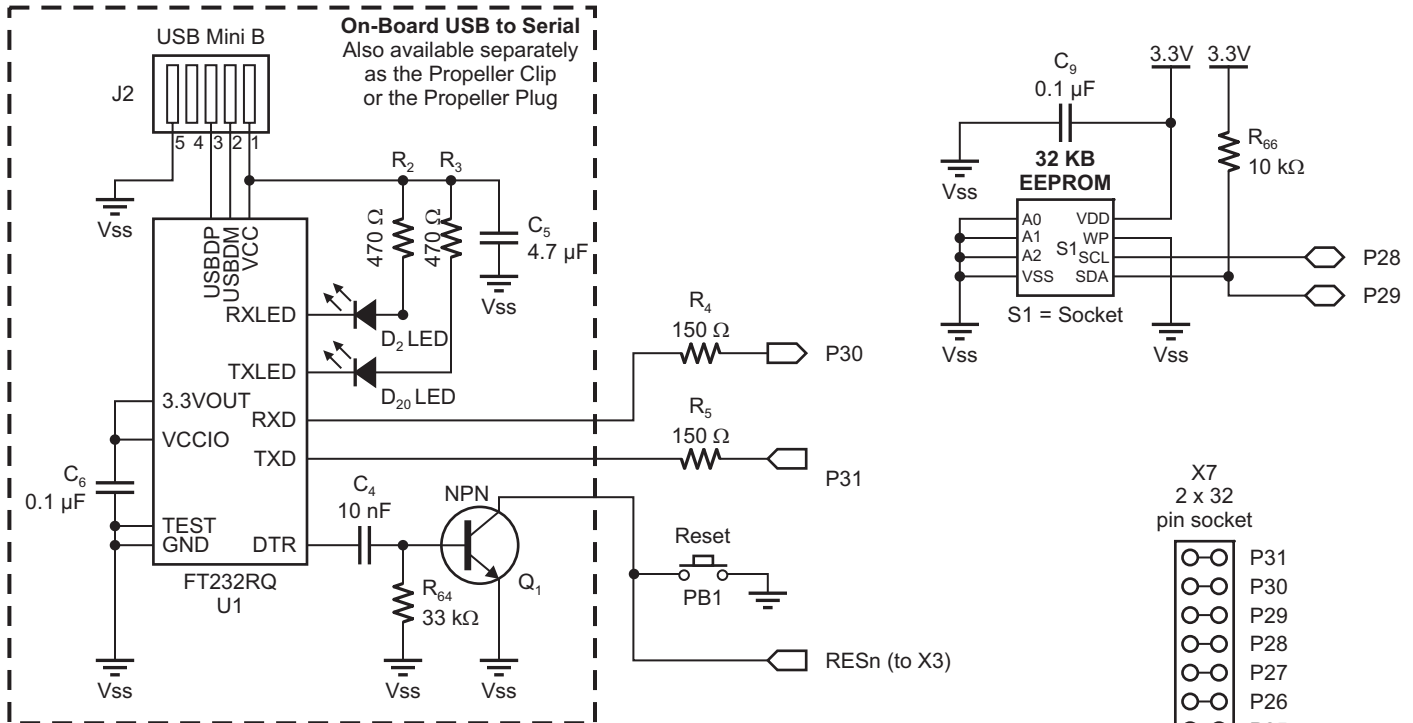 On-Board USB to Serial
Also available separately
as the Propeller Clip
or the Propeller Plug
USB Mini B
J2
5 4 3 2 1
Vss
USBDP
USBDM
VCC
R2
R3
470 Ω
470 Ω
C5
4.7 µF
Vss
RXLED
D2 LED
TXLED
D20 LED
3.3VOUT
VCCIO
RXD
TXD
C6
0.1 µF
TEST
GND
DTR
FT232RQ
U1
C4
10 nF
NPN
Q1
R64
33 kΩ
Vss
Vss
Vss
R4
150 Ω
P30
R5
150 Ω
P31
Reset
PB1
RESn (to X3)
3.3V
3.3V
C9
0.1 µF
Vss
R66
10 kΩ
32 KB
EEPROM
A0
A1
A2
VSS
S1
VDD
WP
SCL
SDA
P28
P29
S1 = Socket
Vss
Vss
X7
2 x 32
pin socket
P31
P30
P29
P28
P27
P26